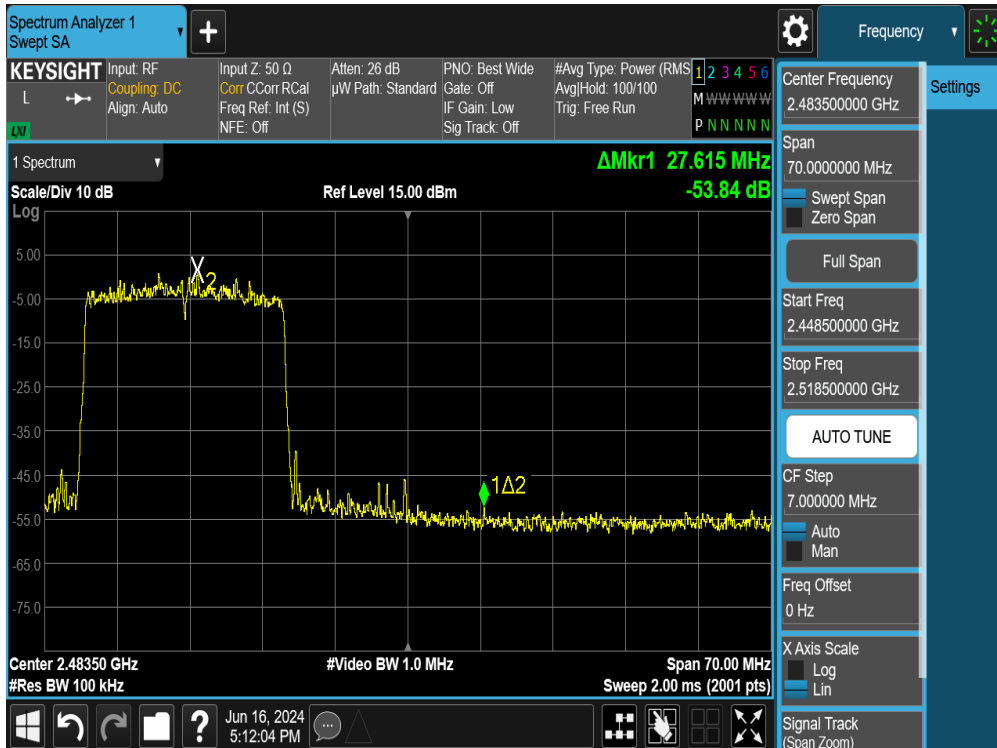 Spectrum Analyzer 1
Swept SA
Frequency
KEYSIGHT
L
LXI
Input: RF
Coupling: DC
Align: Auto
Input Z: 50 Ω
Corr CCorr RCal
Freq Ref: Int (S)
NFE: Off
Atten: 26 dB
µW Path: Standard
PNO: Best Wide
Gate: Off
IF Gain: Low
Sig Track: Off
#Avg Type: Power (RMS
Avg|Hold: 100/100
Trig: Free Run
1 2 3 4 5 6
M W W W W W
P N N N N N
Center Frequency
2.483500000 GHz
Settings
Span
70.0000000 MHz
Swept Span
Zero Span
Full Span
Start Freq
2.448500000 GHz
Stop Freq
2.518500000 GHz
AUTO TUNE
CF Step
7.000000 MHz
Auto
Man
Freq Offset
0 Hz
X Axis Scale
Log
Lin
Signal Track
(Span Zoom)
1 Spectrum
ΔMkr1 27.615 MHz
-53.84 dB
Scale/Div 10 dB
Ref Level 15.00 dBm
Log
5.00
-5.00
-15.0
-25.0
-35.0
-45.0
-55.0
-65.0
-75.0
X2
1Δ2
Center 2.48350 GHz
#Video BW 1.0 MHz
Span 70.00 MHz
#Res BW 100 kHz
Sweep 2.00 ms (2001 pts)
?
Jun 16, 2024
5:12:04 PM